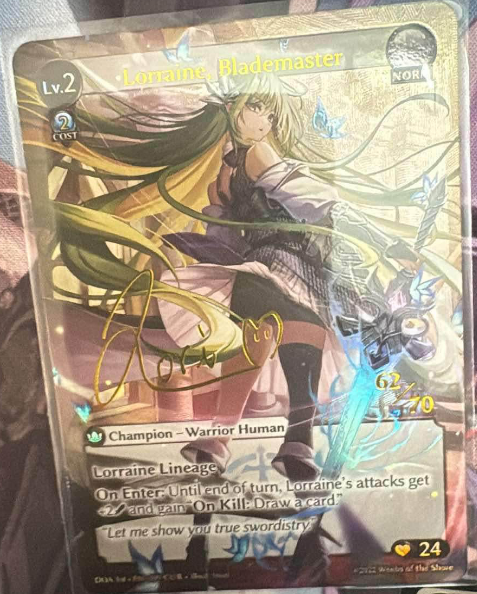 Lv.2
Lorraine, Blademaster
NORM
2
COST
Lori
62
70
Champion – Warrior Human
Lorraine Lineage
On Enter: Until end of turn, Lorraine's attacks get
+2 and gain "On Kill: Draw a card."
"Let me show you true swordistry."
24
©2022 Weebs of the Shore